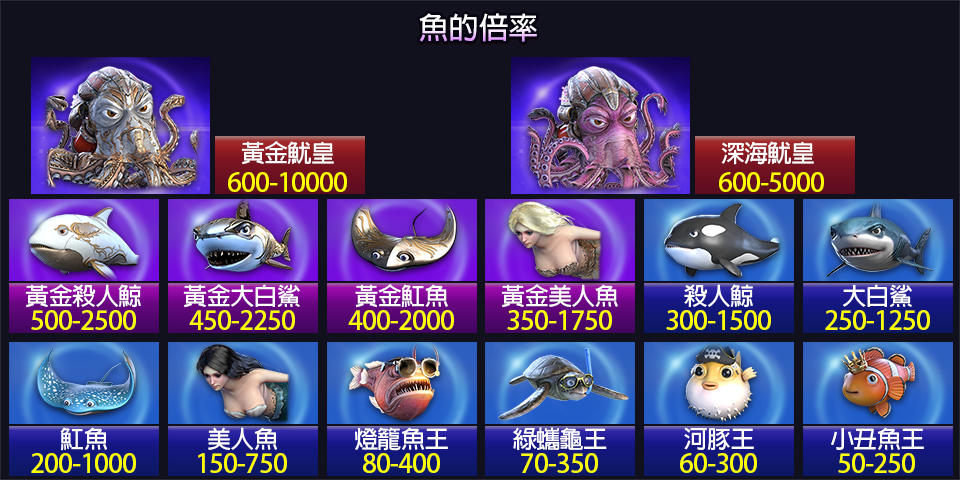 魚的倍率
黃金魷皇
600-10000
深海魷皇
600-5000
黃金殺人鯨
500-2500
黃金大白鯊
450-2250
黃金魟魚
400-2000
黃金美人魚
350-1750
殺人鯨
300-1500
大白鯊
250-1250
魟魚
200-1000
美人魚
150-750
燈籠魚王
80-400
綠蠵龜王
70-350
河豚王
60-300
小丑魚王
50-250